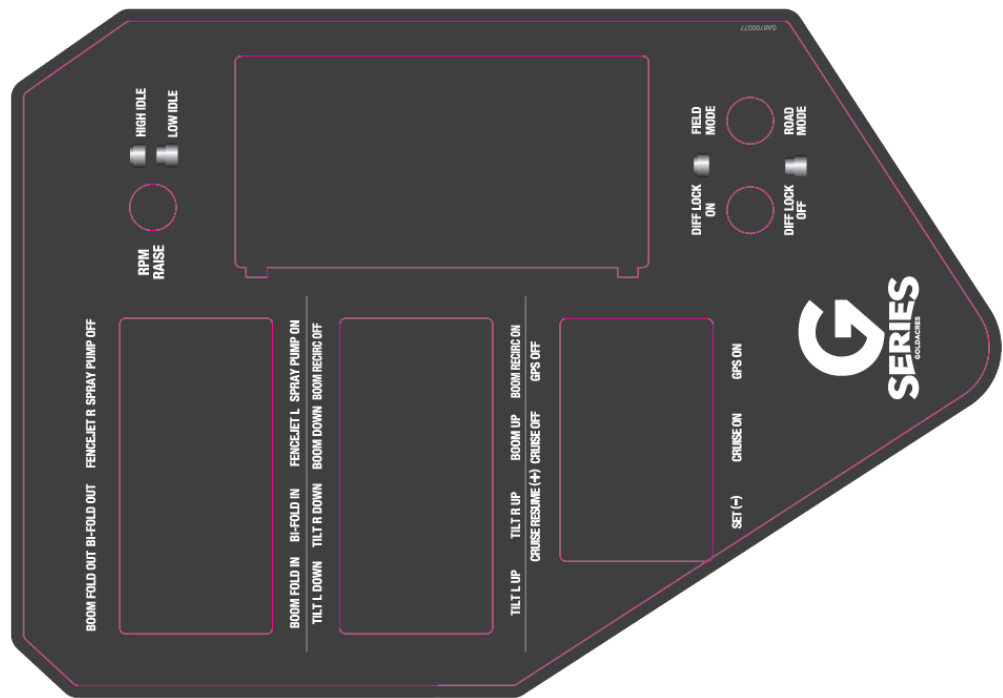 BOOM FOLD OUT BI-FOLD OUT FENCEJET R SPRAY PUMP OFF
RPM
RAISE
HIGH IDLE
LOW IDLE
BOOM FOLD IN BI-FOLD IN FENCEJET L SPRAY PUMP ON
TILT L DOWN TILT R DOWN BOOM DOWN BOOM RECIRC OFF
TILT L UP TILT R UP BOOM UP BOOM RECIRC ON
CRUISE RESUME (+) CRUISE OFF GPS OFF
SET (-) CRUISE ON GPS ON
DIFF LOCK
ON
FIELD
MODE
DIFF LOCK
OFF
ROAD
MODE
G
SERIES
GOLDACRES
GAB700077